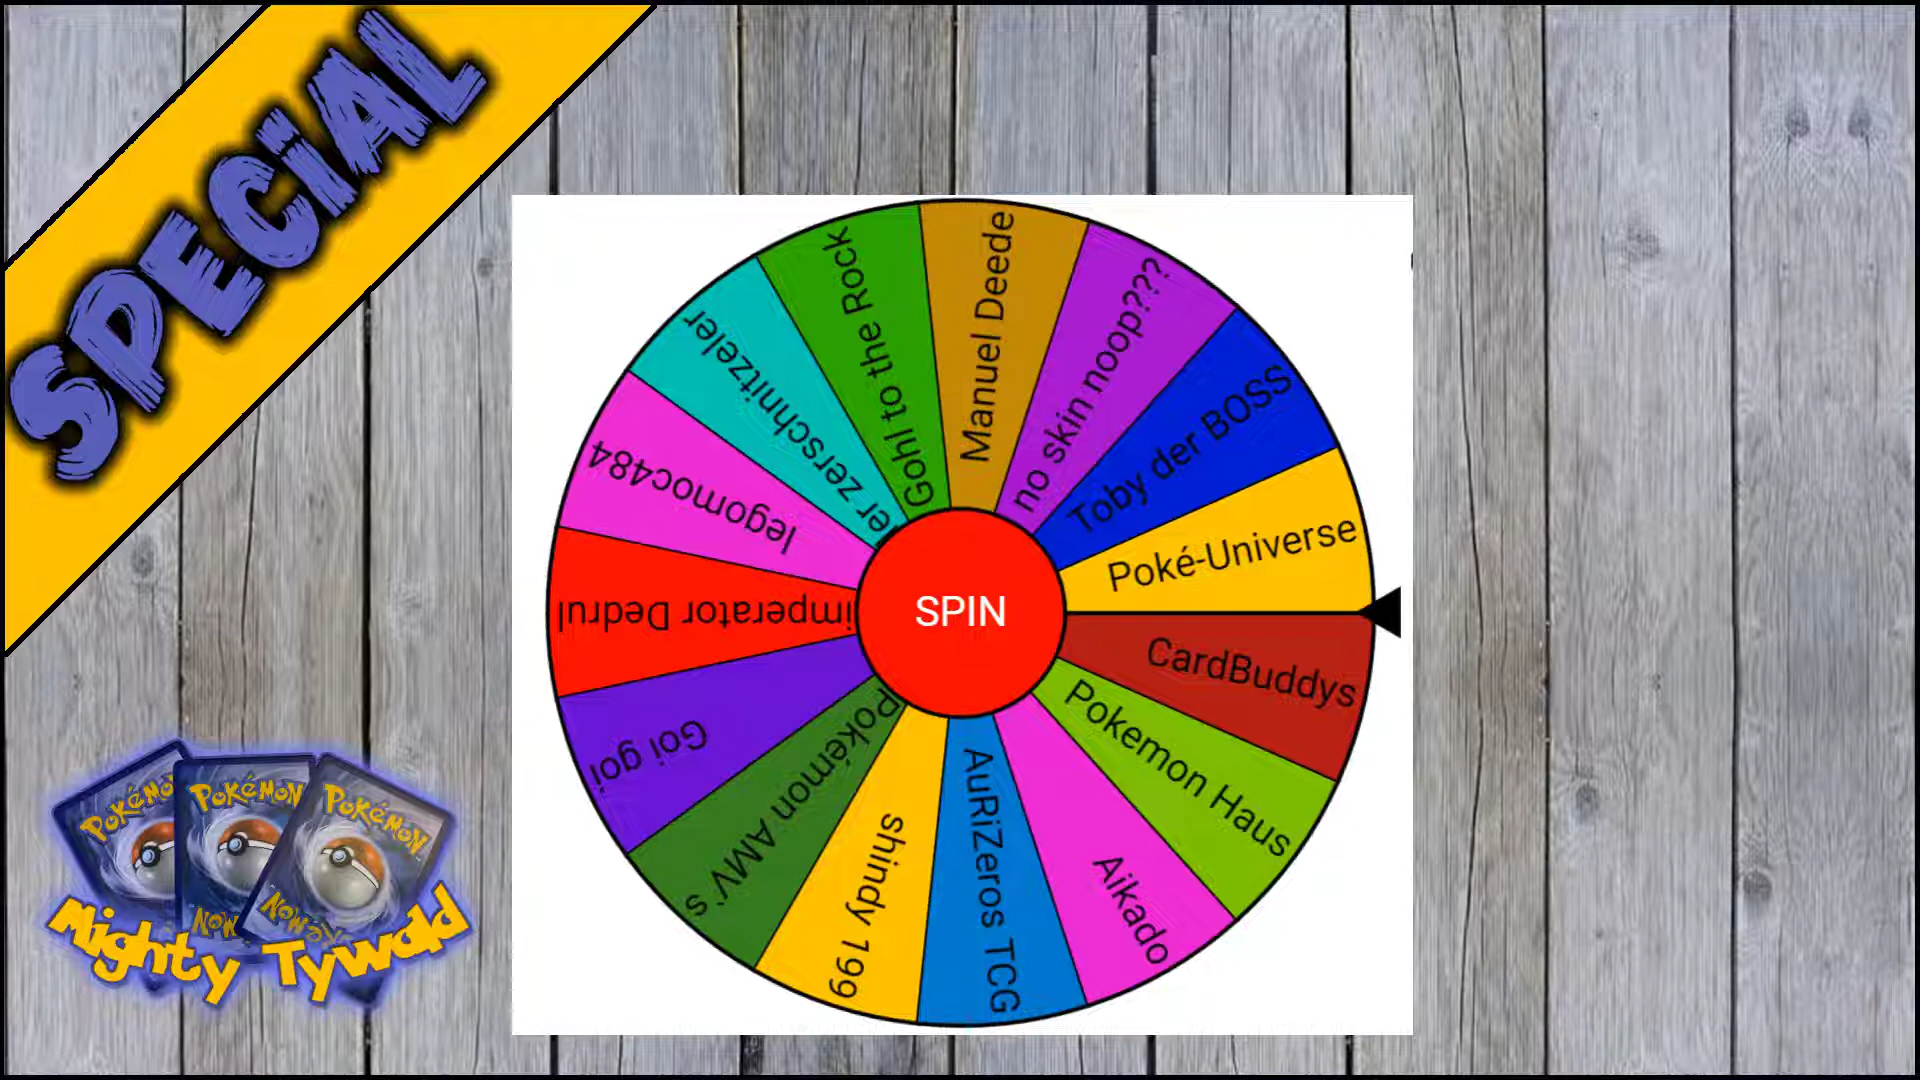 SPECiAL
Manuel Deede
no skin noop???
Toby der BOSS
Poké-Universe
CardBuddys
Pokemon Haus
Aikado
AuRiZeros TCG
shindy 199
Pokémon AMV`s
Goi goi
imperator Dedrul
legomoc484
er zerschnitzeler
Gohl to the Rock
SPIN
POKéMON
POKéMON
POKéMON
Mighty Tywald